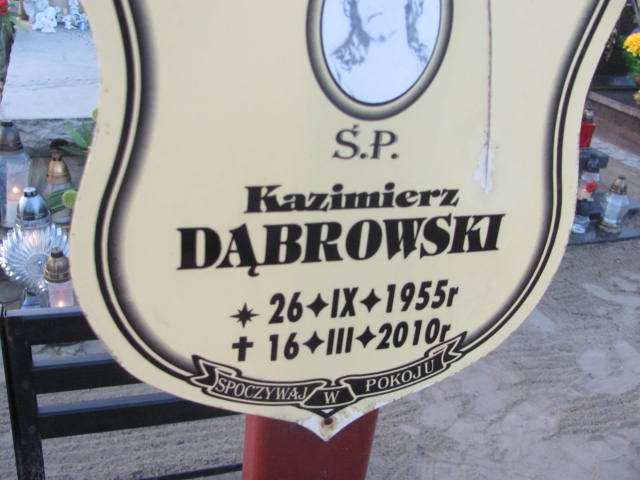 Ś.P.
Kazimierz
DĄBROWSKI
✴ 26✦IX✦1955r
✝ 16✦III✦2010r
SPOCZYWAJ W POKOJU